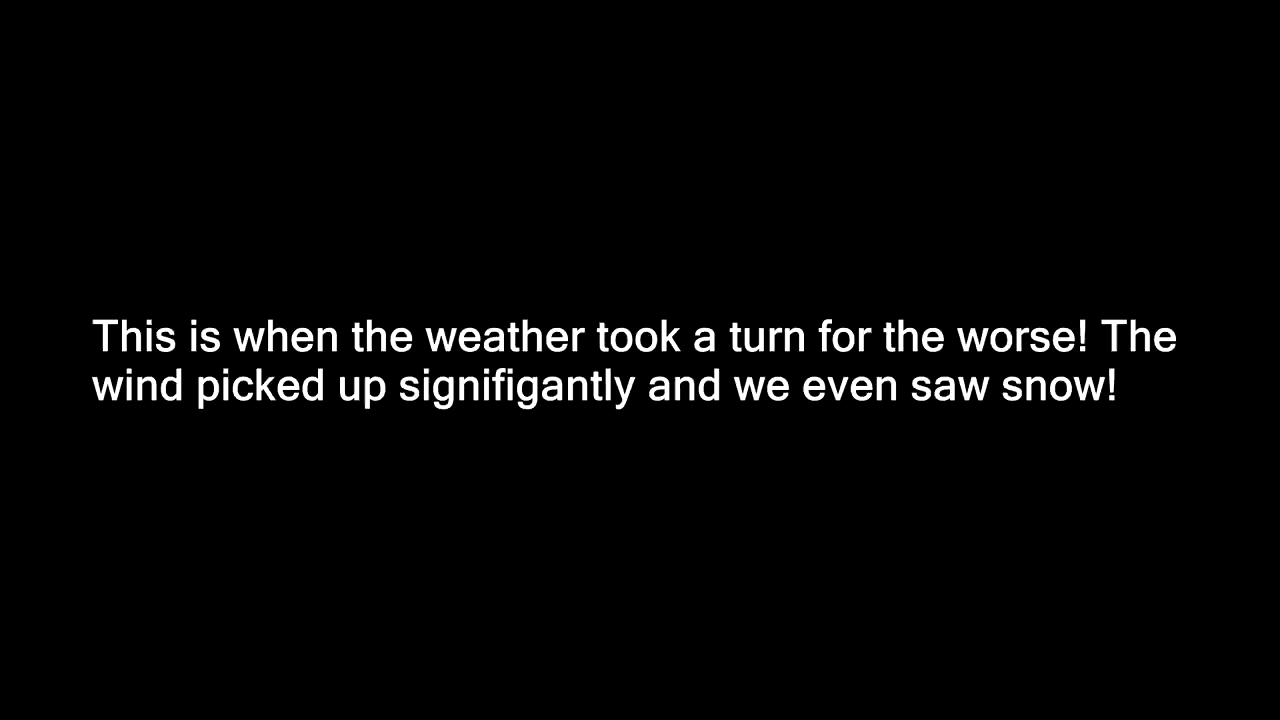 This is when the weather took a turn for the worse! The
wind picked up signifigantly and we even saw snow!